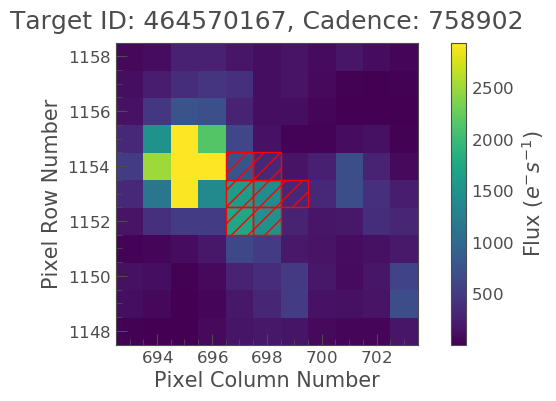 Target ID: 464570167, Cadence: 758902
1158
1156
1154
1152
1150
1148
694 696 698 700 702
Pixel Row Number
Pixel Column Number
2500
2000
1500
1000
500
Flux (e⁻s⁻¹)